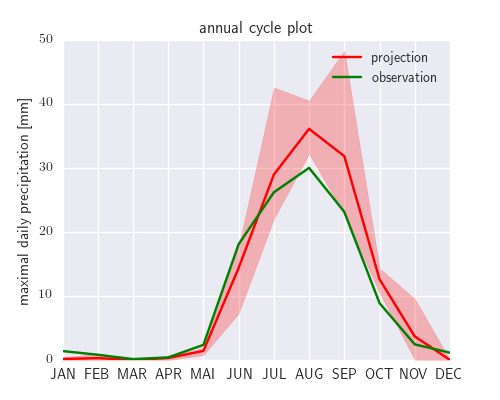 annual cycle plot
projection
observation
maximal daily precipitation [mm]
50
40
30
20
10
0
JAN FEB MAR APR MAI JUN JUL AUG SEP OCT NOV DEC